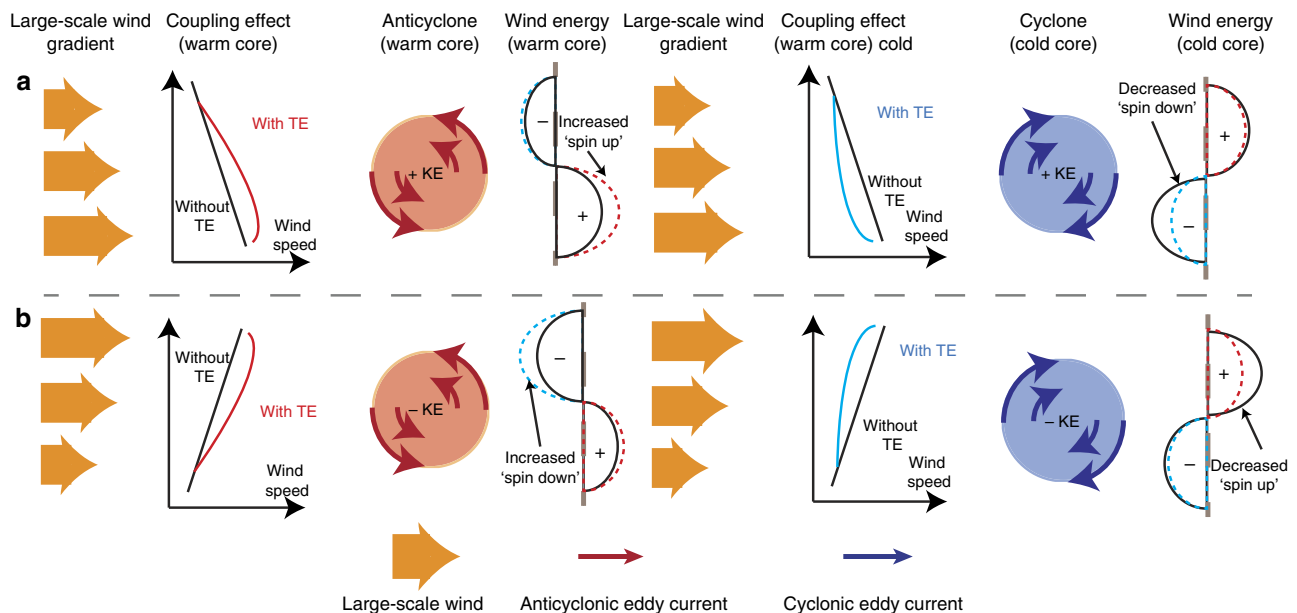 Large-scale wind
gradient
Coupling effect
(warm core)
Anticyclone
(warm core)
Wind energy
(warm core)
Large-scale wind
gradient
Coupling effect
(warm core) cold
Cyclone
(cold core)
Wind energy
(cold core)
a
With TE
Without
TE
Wind
speed
+ KE
–
Increased
‘spin up’
+
With TE
Without
TE
Wind
speed
+ KE
Decreased
‘spin down’
+
–
b
Without
TE
With TE
Wind
speed
– KE
–
Increased
‘spin down’
+
With TE
Without
TE
Wind
speed
– KE
+
–
Decreased
‘spin up’
Large-scale wind
Anticyclonic eddy current
Cyclonic eddy current